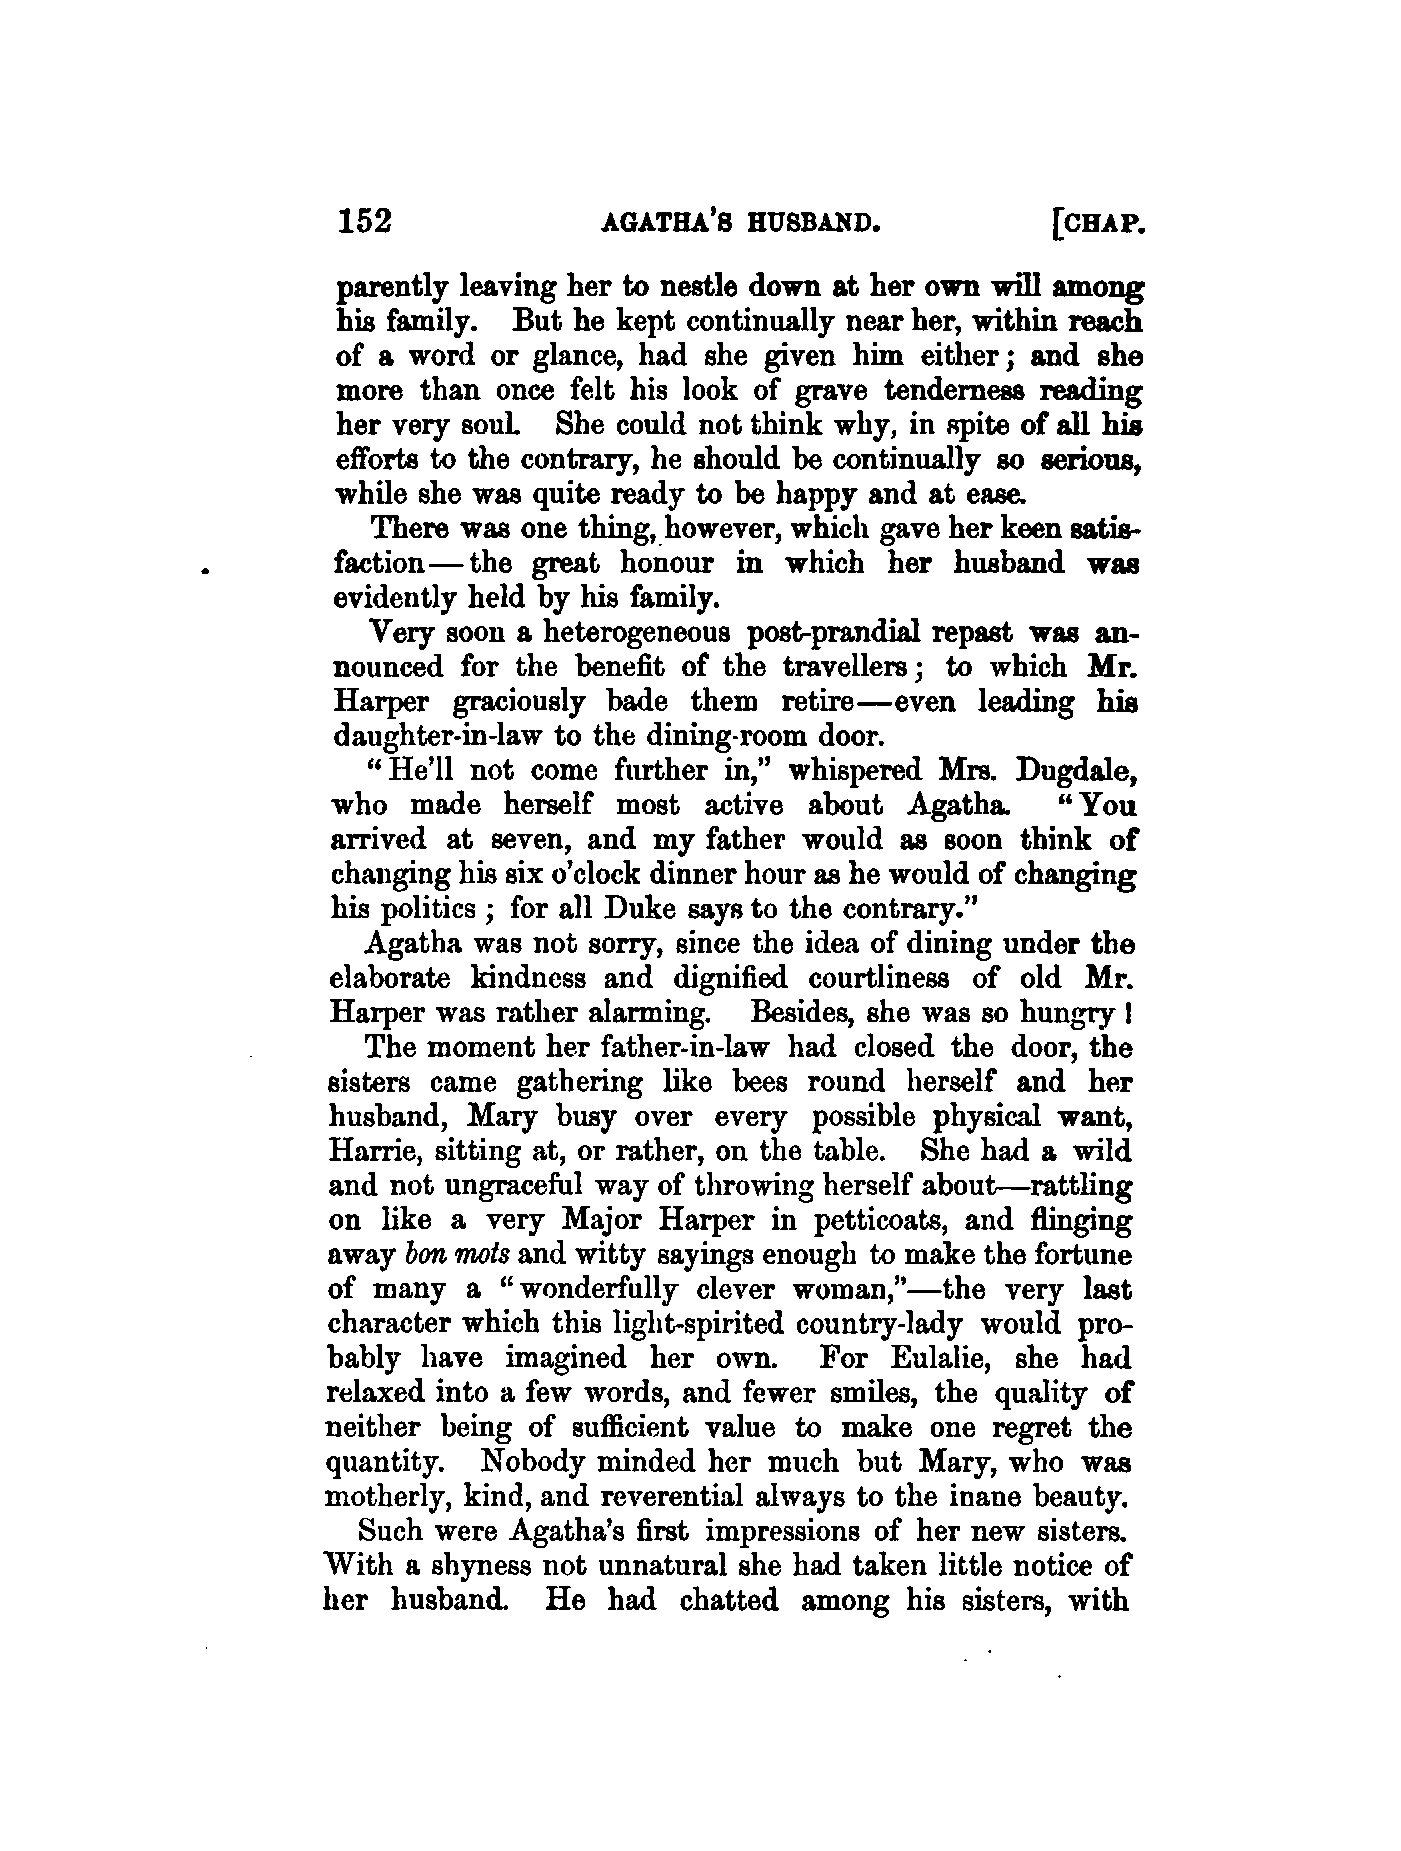 152 AGATHA'S HUSBAND. [CHAP.
parently leaving her to nestle down at her own will among
his family. But he kept continually near her, within reach
of a word or glance, had she given him either; and she
more than once felt his look of grave tenderness reading
her very soul. She could not think why, in spite of all his
efforts to the contrary, he should be continually so serious,
while she was quite ready to be happy and at ease.
There was one thing, however, which gave her keen satis-
faction—the great honour in which her husband was
evidently held by his family.
Very soon a heterogeneous post-prandial repast was an-
nounced for the benefit of the travellers; to which Mr.
Harper graciously bade them retire—even leading his
daughter-in-law to the dining-room door.
"He'll not come further in," whispered Mrs. Dugdale,
who made herself most active about Agatha. "You
arrived at seven, and my father would as soon think of
changing his six o'clock dinner hour as he would of changing
his politics; for all Duke says to the contrary."
Agatha was not sorry, since the idea of dining under the
elaborate kindness and dignified courtliness of old Mr.
Harper was rather alarming. Besides, she was so hungry!
The moment her father-in-law had closed the door, the
sisters came gathering like bees round herself and her
husband, Mary busy over every possible physical want,
Harrie, sitting at, or rather, on the table. She had a wild
and not ungraceful way of throwing herself about—rattling
on like a very Major Harper in petticoats, and flinging
away bon mots and witty sayings enough to make the fortune
of many a "wonderfully clever woman,"—the very last
character which this light-spirited country-lady would pro-
bably have imagined her own. For Eulalie, she had
relaxed into a few words, and fewer smiles, the quality of
neither being of sufficient value to make one regret the
quantity. Nobody minded her much but Mary, who was
motherly, kind, and reverential always to the inane beauty.
Such were Agatha's first impressions of her new sisters.
With a shyness not unnatural she had taken little notice of
her husband. He had chatted among his sisters, with